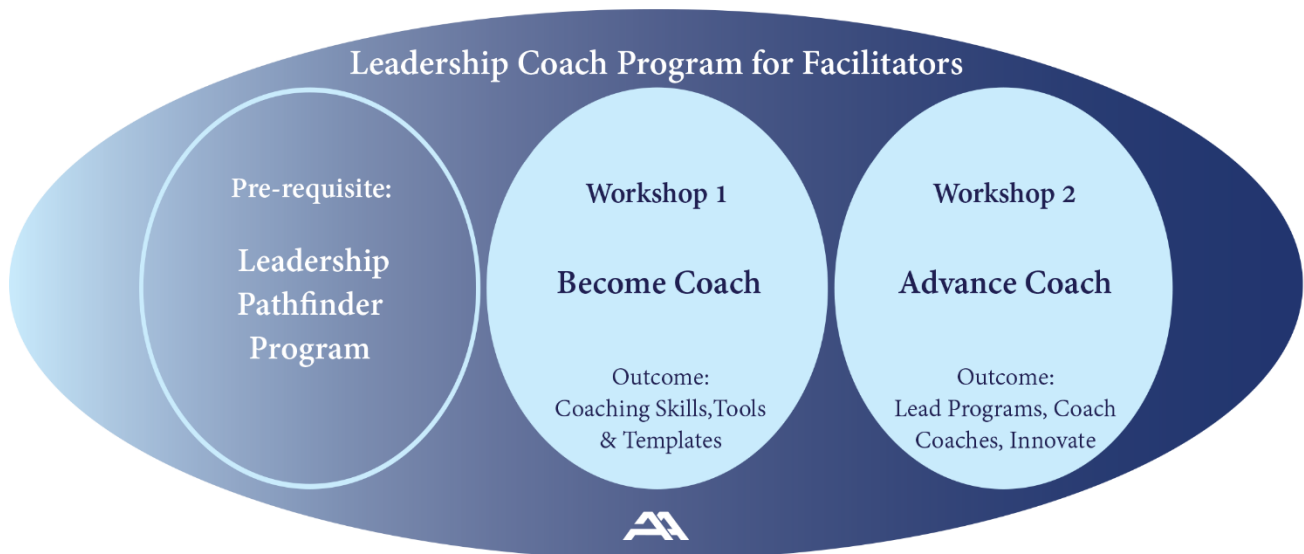 Leadership Coach Program for Facilitators
Pre-requisite:
Leadership
Pathfinder
Program
Workshop 1
Become Coach
Outcome:
Coaching Skills,Tools
& Templates
Workshop 2
Advance Coach
Outcome:
Lead Programs, Coach
Coaches, Innovate